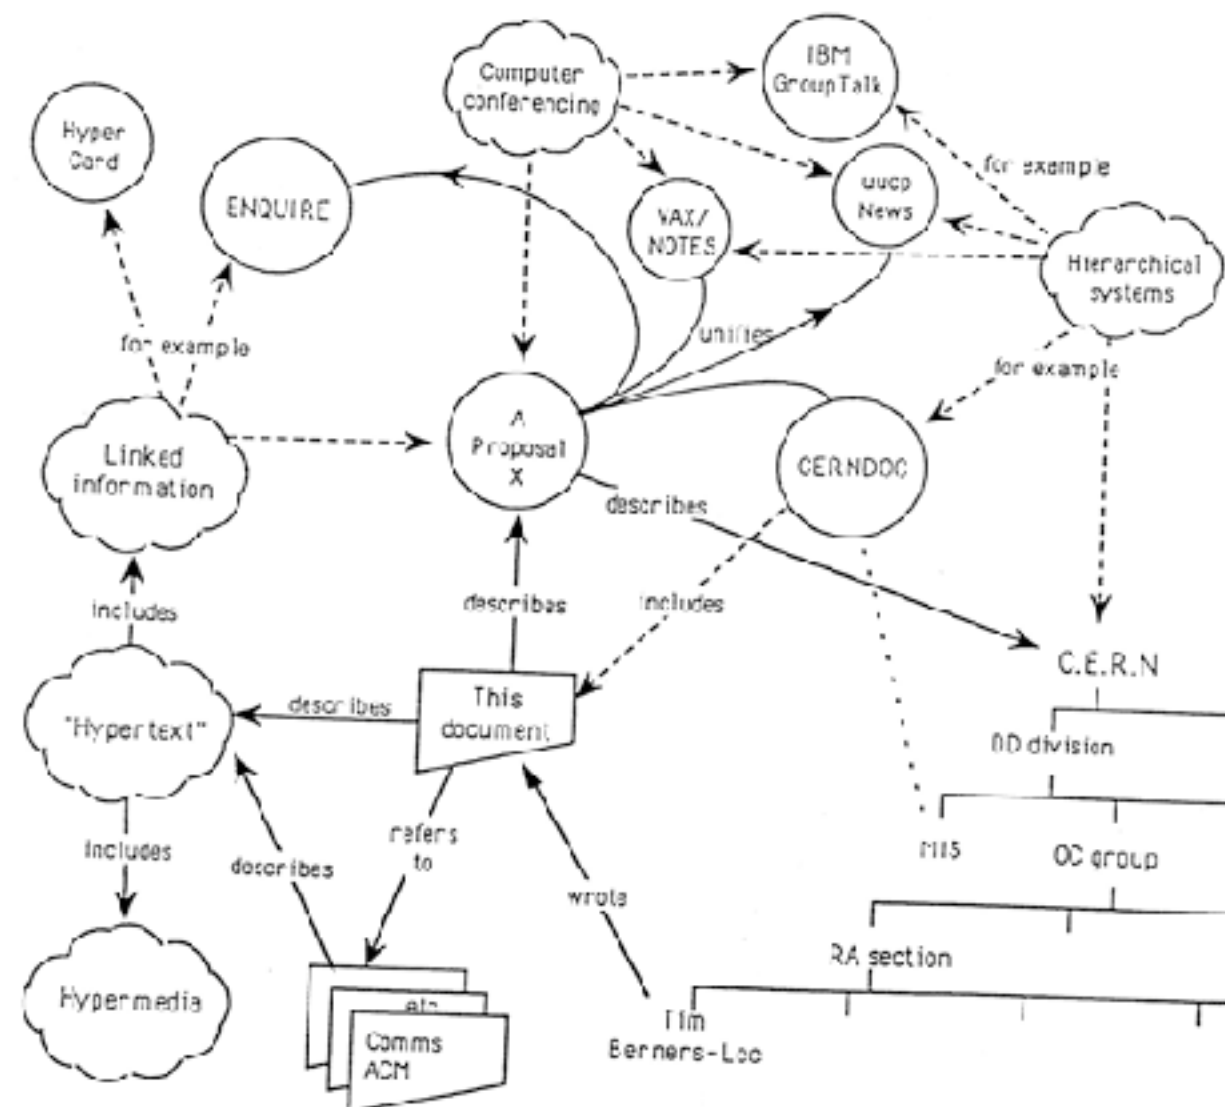 IBM
GroupTalk
Computer
conferencing
Hyper
Card
ENQUIRE
VAX/
NOTES
uucp
News
for example
Hierarchical
systems
for example
unifies
for example
A
Proposal
X
CERNDOC
Linked
information
describes
includes
describes
includes
C.E.R.N
This
document
describes
"Hypertext"
DD division
includes
refers
to
describes
MIS
OC group
wrote
RA section
Hypermedia
etc
Comms
ACM
Tim
Berners-Lee